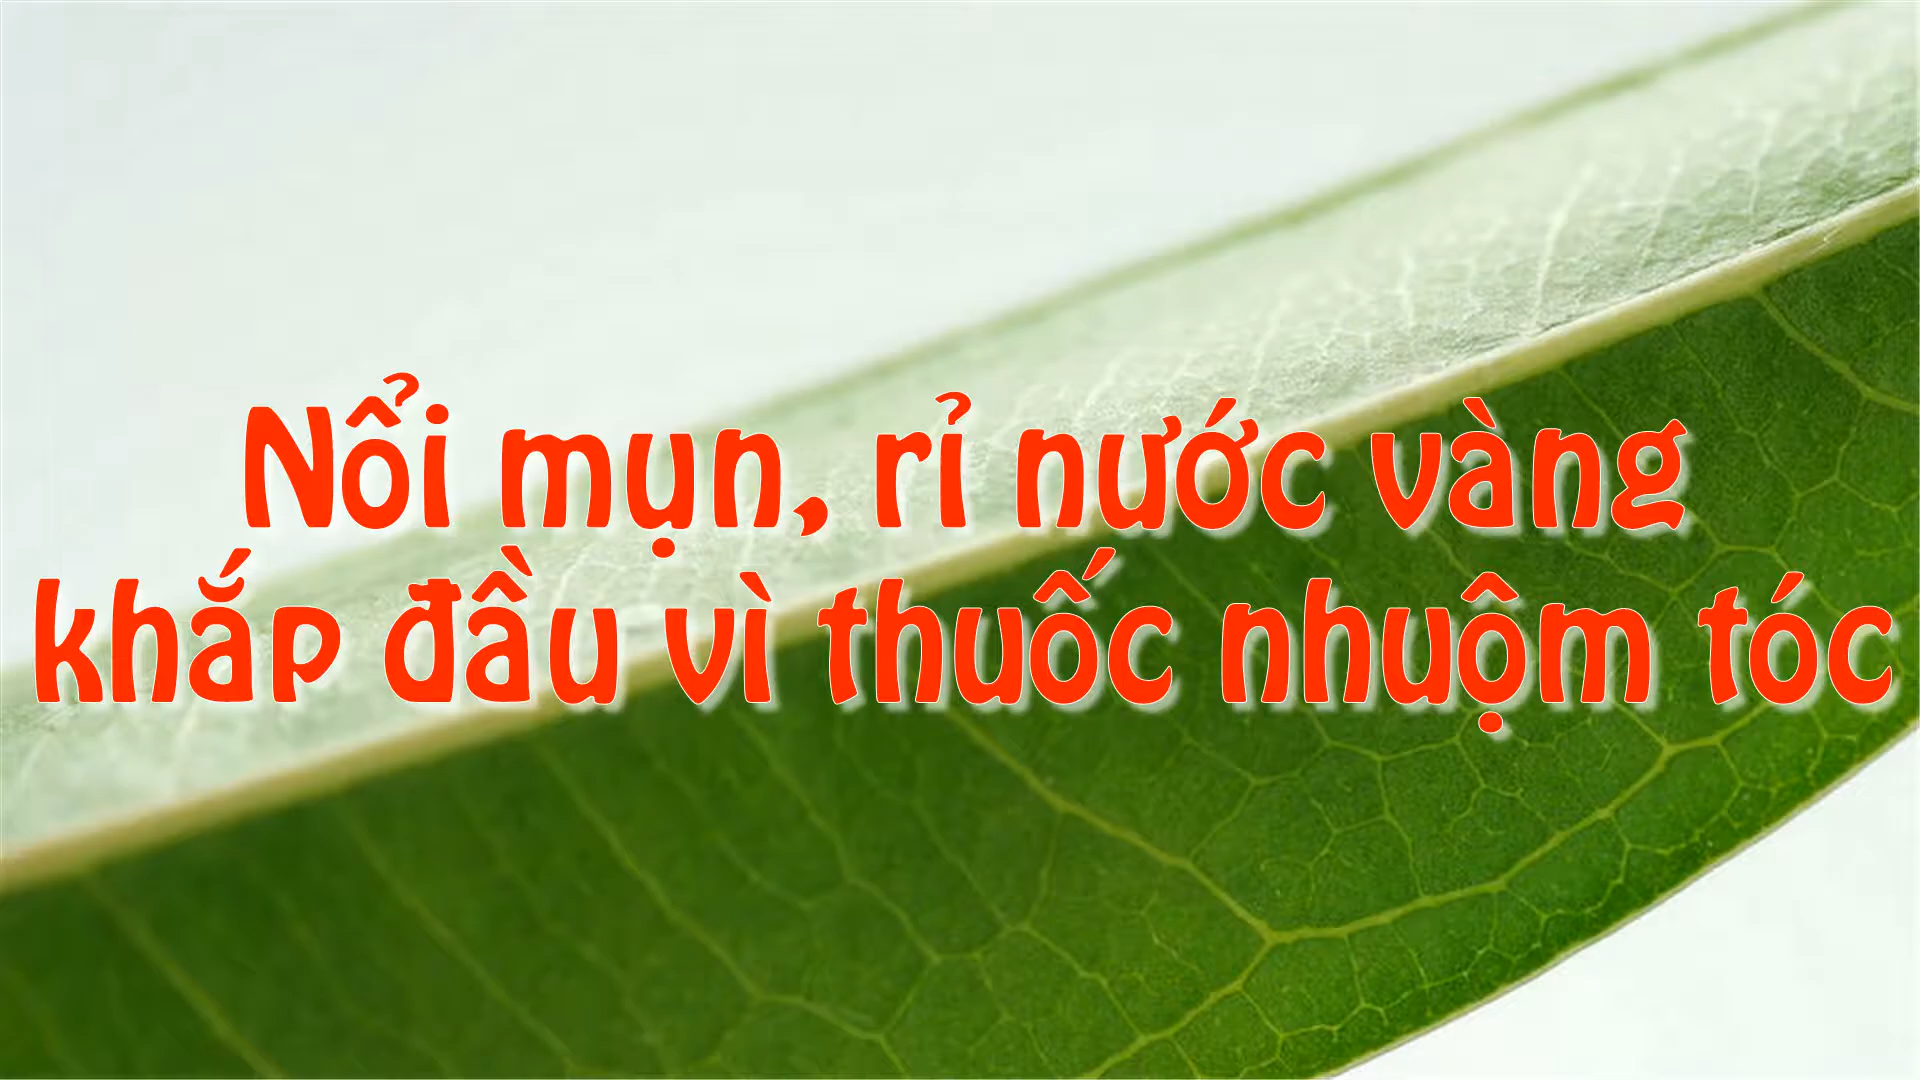 Nổi mụn, rỉ nước vàng
khắp đầu vì thuốc nhuộm tóc